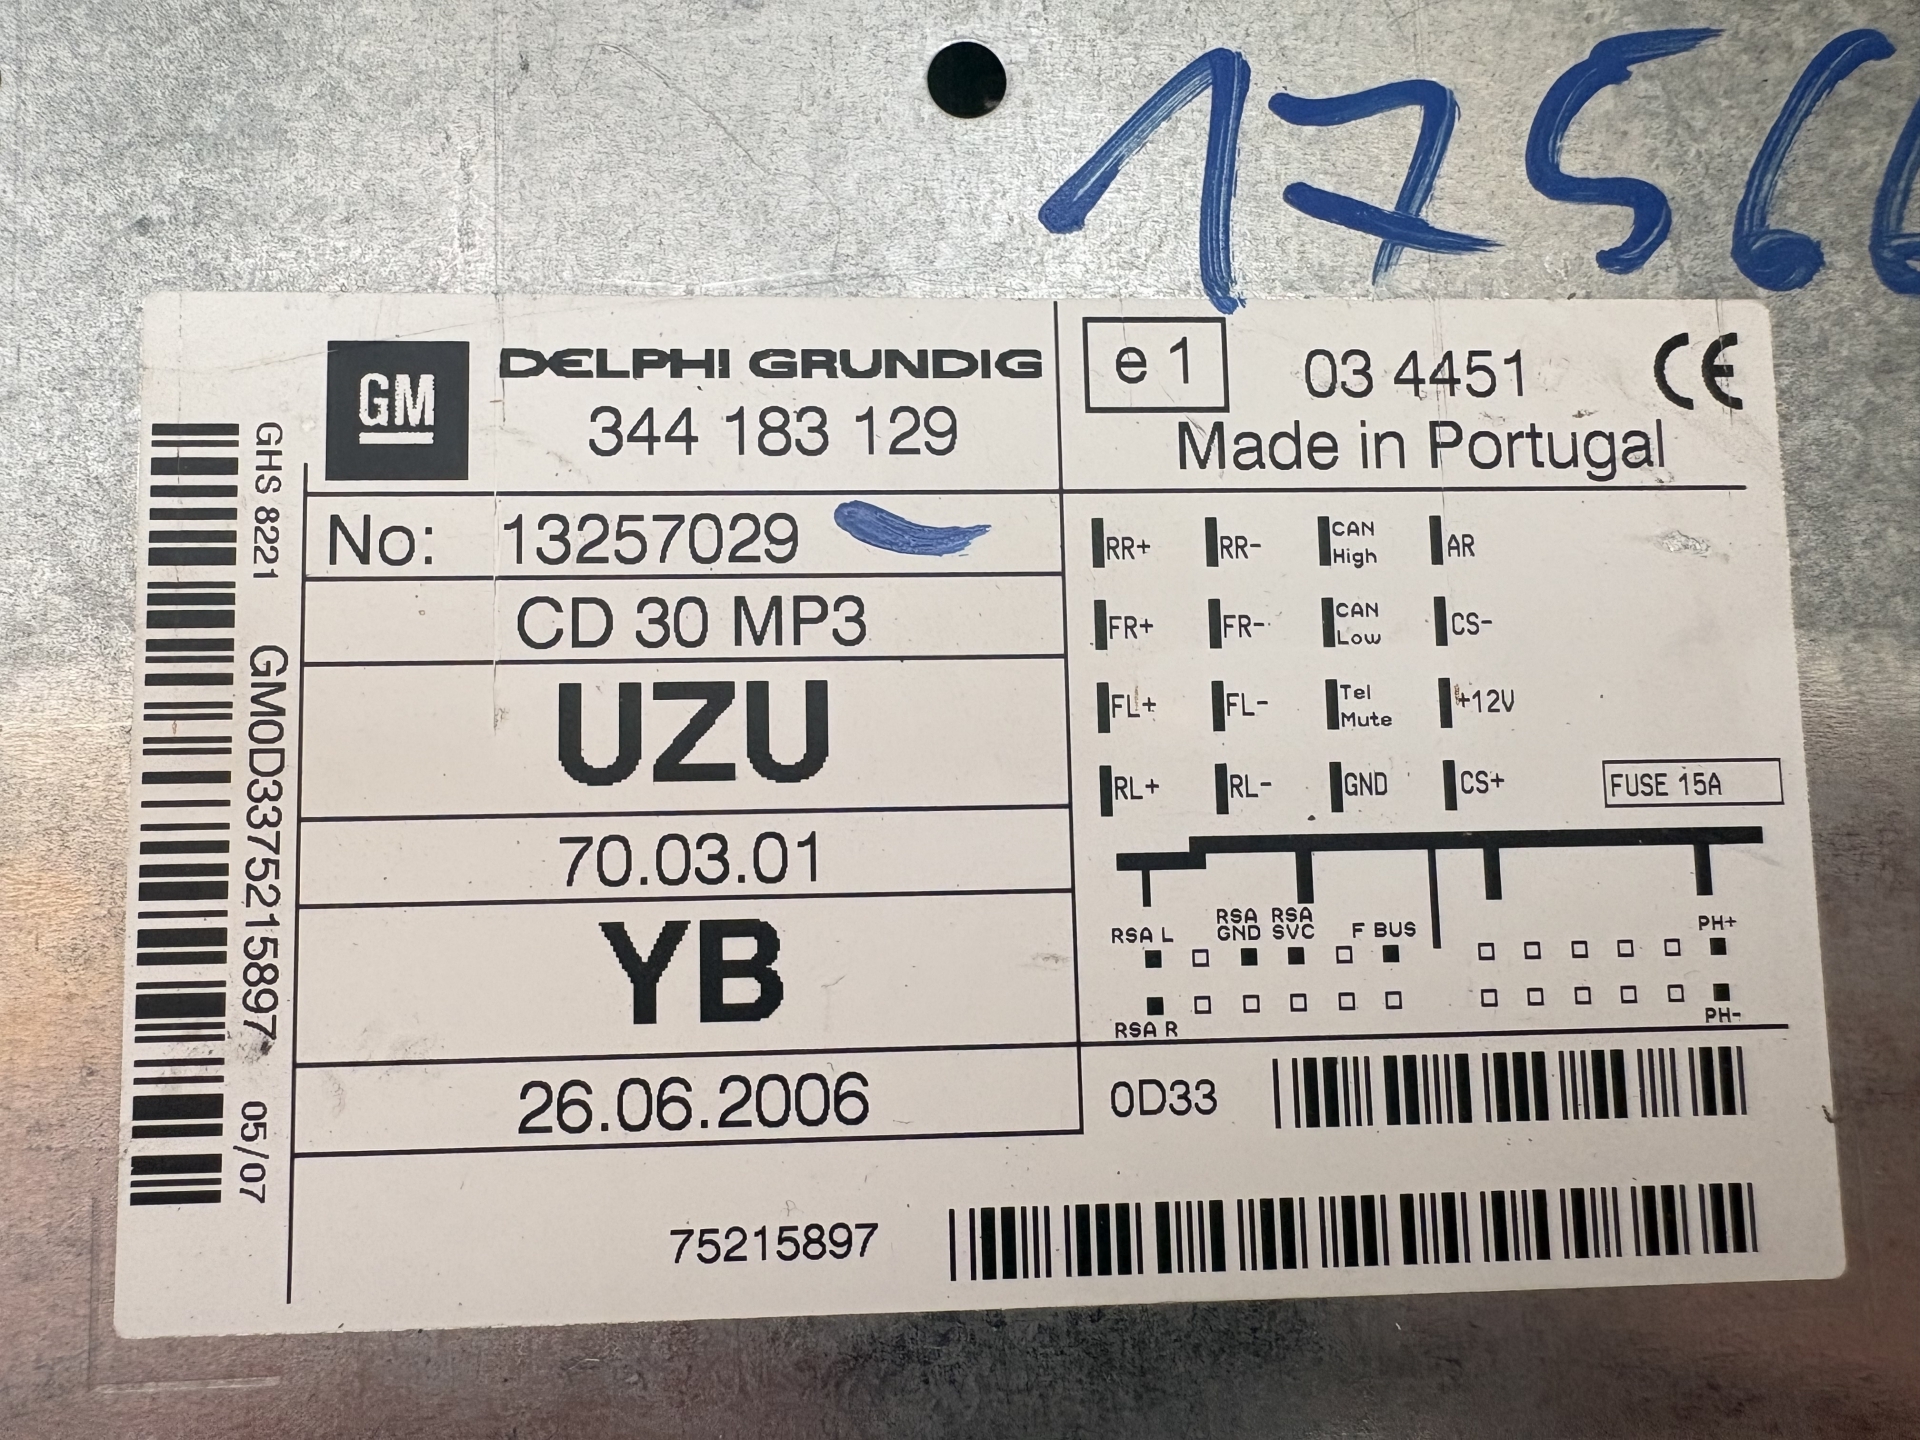 1756
GM
DELPHI GRUNDIG
344 183 129
e 1
03 4451
CE
Made in Portugal
No: 13257029
CD 30 MP3
UZU
70.03.01
YB
26.06.2006
75215897
GHS 8221
GM0D3375215897
05/07
RR+ RR- CAN High AR
FR+ FR- CAN Low CS-
FL+ FL- Tel Mute +12V
RL+ RL- GND CS+
FUSE 15A
RSA L RSA GND RSA SVC F BUS PH+
RSA R PH-
0D33